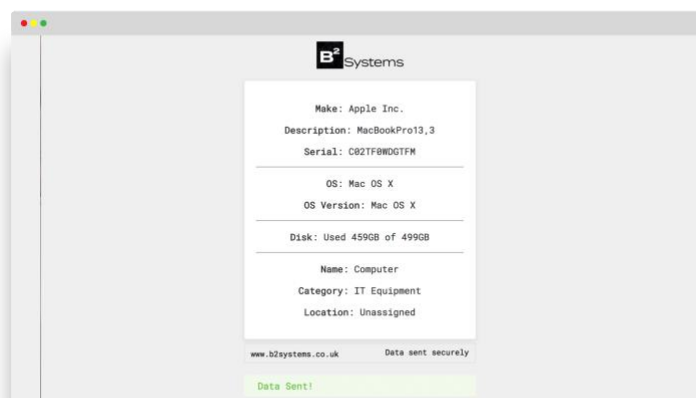 B² Systems
Make: Apple Inc.
Description: MacBookPro13,3
Serial: C02TF0WDGTFM
OS: Mac OS X
OS Version: Mac OS X
Disk: Used 459GB of 499GB
Name: Computer
Category: IT Equipment
Location: Unassigned
www.b2systems.co.uk Data sent securely
Data Sent!